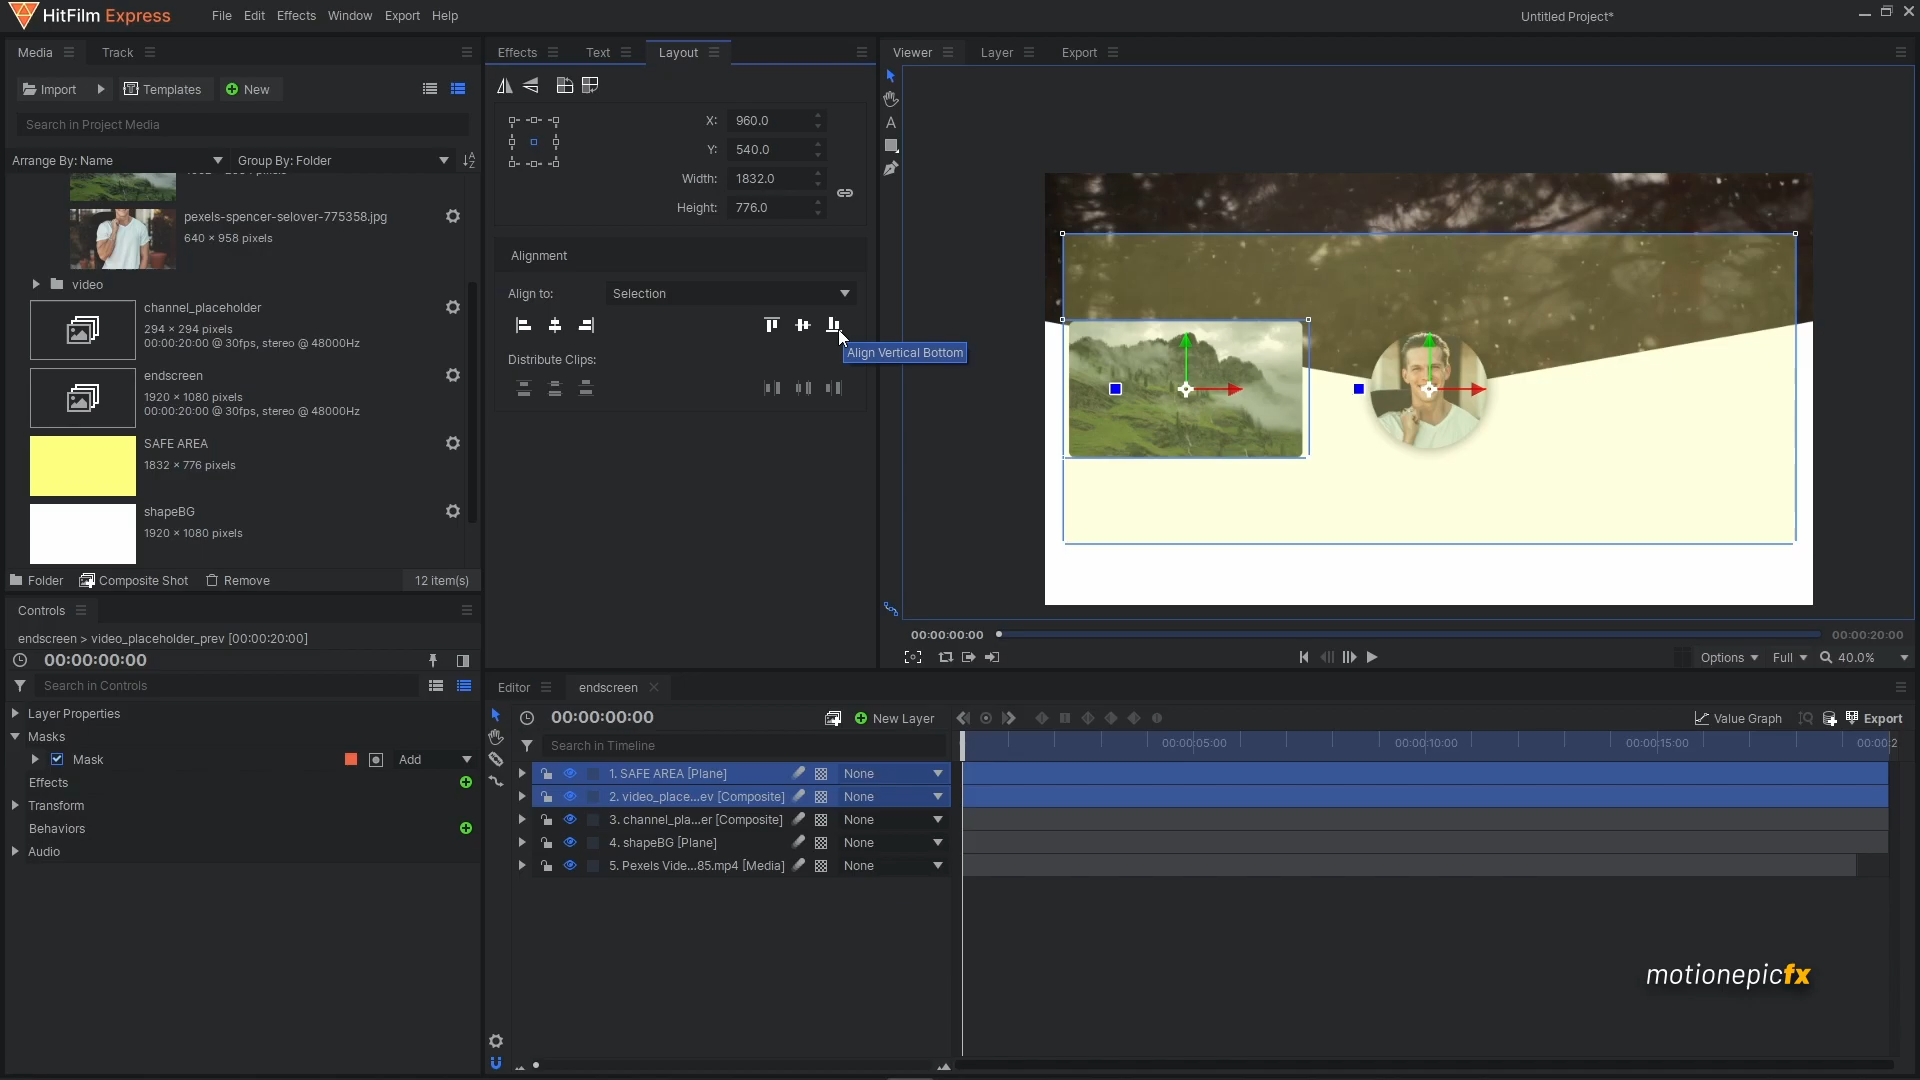 HitFilm Express
File Edit Effects Window Export Help
Untitled Project*
Media
Track
Import
Templates
New
Search in Project Media
Arrange By: Name
Group By: Folder
pexels-spencer-selover-775358.jpg
640 × 958 pixels
video
channel_placeholder
294 × 294 pixels
00:00:20:00 @ 30fps, stereo @ 48000Hz
endscreen
1920 × 1080 pixels
00:00:20:00 @ 30fps, stereo @ 48000Hz
SAFE AREA
1832 × 776 pixels
shapeBG
1920 × 1080 pixels
Folder
Composite Shot
Remove
12 item(s)
Effects
Text
Layout
X: 960.0
Y: 540.0
Width: 1832.0
Height: 776.0
Alignment
Align to: Selection
Distribute Clips:
Align Vertical Bottom
Viewer
Layer
Export
00:00:00:00
00:00:20:00
Options
Full
40.0%
Controls
endscreen > video_placeholder_prev [00:00:20:00]
00:00:00:00
Search in Controls
Layer Properties
Masks
Mask
Add
Effects
Transform
Behaviors
Audio
Editor
endscreen
00:00:00:00
New Layer
Value Graph
Export
Search in Timeline
00:00:05:00
00:00:10:00
00:00:15:00
00:00:2
1. SAFE AREA [Plane] None
2. video_place...ev [Composite] None
3. channel_pla...er [Composite] None
4. shapeBG [Plane] None
5. Pexels Vide...85.mp4 [Media] None
motionepicfx